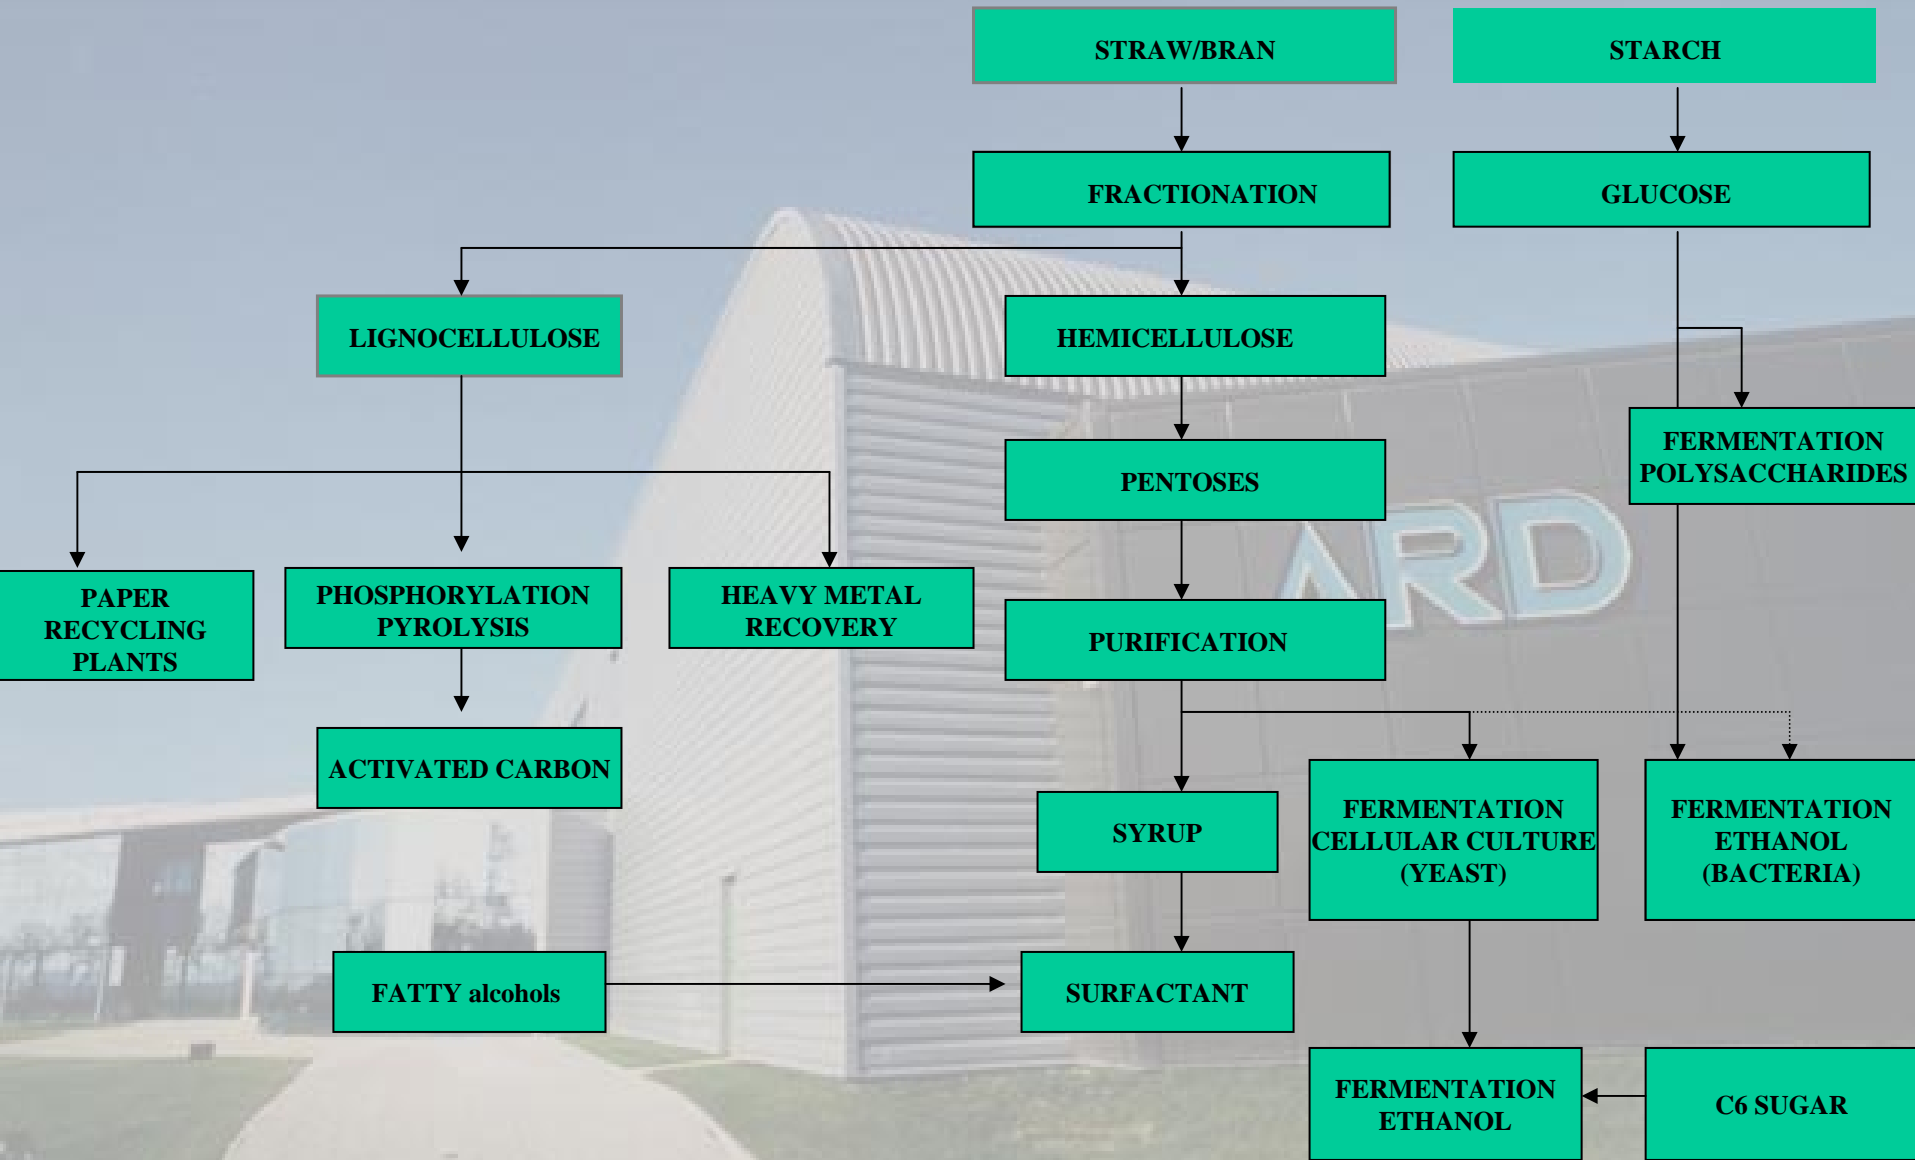 STRAW/BRAN
STARCH
FRACTIONATION
GLUCOSE
LIGNOCELLULOSE
HEMICELLULOSE
FERMENTATION
POLYSACCHARIDES
PENTOSES
ARD
PAPER
RECYCLING
PLANTS
PHOSPHORYLATION
PYROLYSIS
HEAVY METAL
RECOVERY
PURIFICATION
ACTIVATED CARBON
SYRUP
FERMENTATION
CELLULAR CULTURE
(YEAST)
FERMENTATION
ETHANOL
(BACTERIA)
FATTY alcohols
SURFACTANT
FERMENTATION
ETHANOL
C6 SUGAR